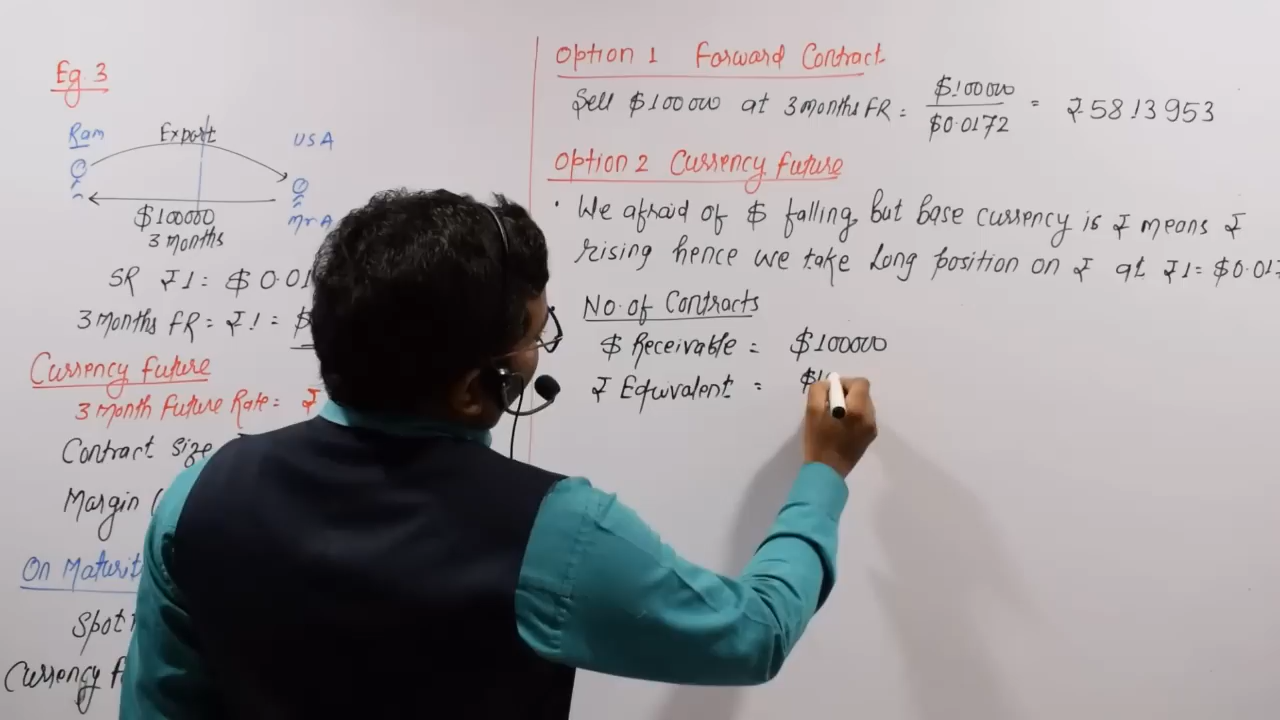 Eg. 3
Ram
Export
USA
$100000
3 months
Mr A
SR ₹1 = $ 0.01
3 months FR = ₹1 = $
Currency Future
3 Month Future Rate = ₹
Contract Size
Margin (
On Maturit
Spot
Currency f
Option 1 Forward Contract
Sell $100000 at 3 months FR = $100000 / $0.0172 = ₹5813953
Option 2 Currency Future
• We afraid of $ falling, but base currency is ₹ means ₹
rising hence we take Long position on ₹ at ₹1 = $0.017
No. of Contracts
$ Receivable = $100000
₹ Equivalent = $1